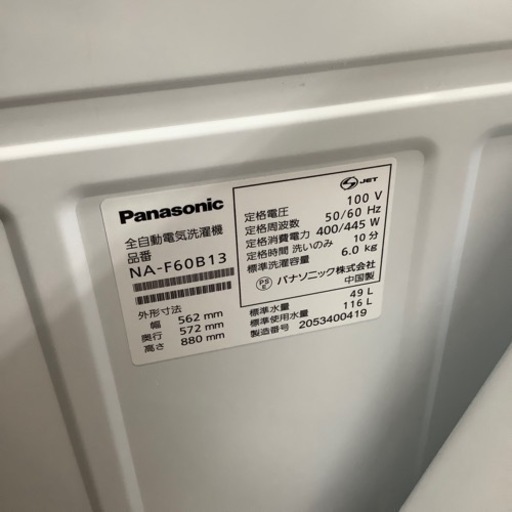 Panasonic
全自動電気洗濯機
品番
NA-F60B13
外形寸法
幅 562 mm
奥行 572 mm
高さ 880 mm
S JET
定格電圧 100 V
定格周波数 50/60 Hz
定格消費電力 400/445 W
定格時間 洗いのみ 10分
標準洗濯容量 6.0 kg
PS E パナソニック株式会社
中国製
標準水量 49 L
標準使用水量 116 L
製造番号 2053400419